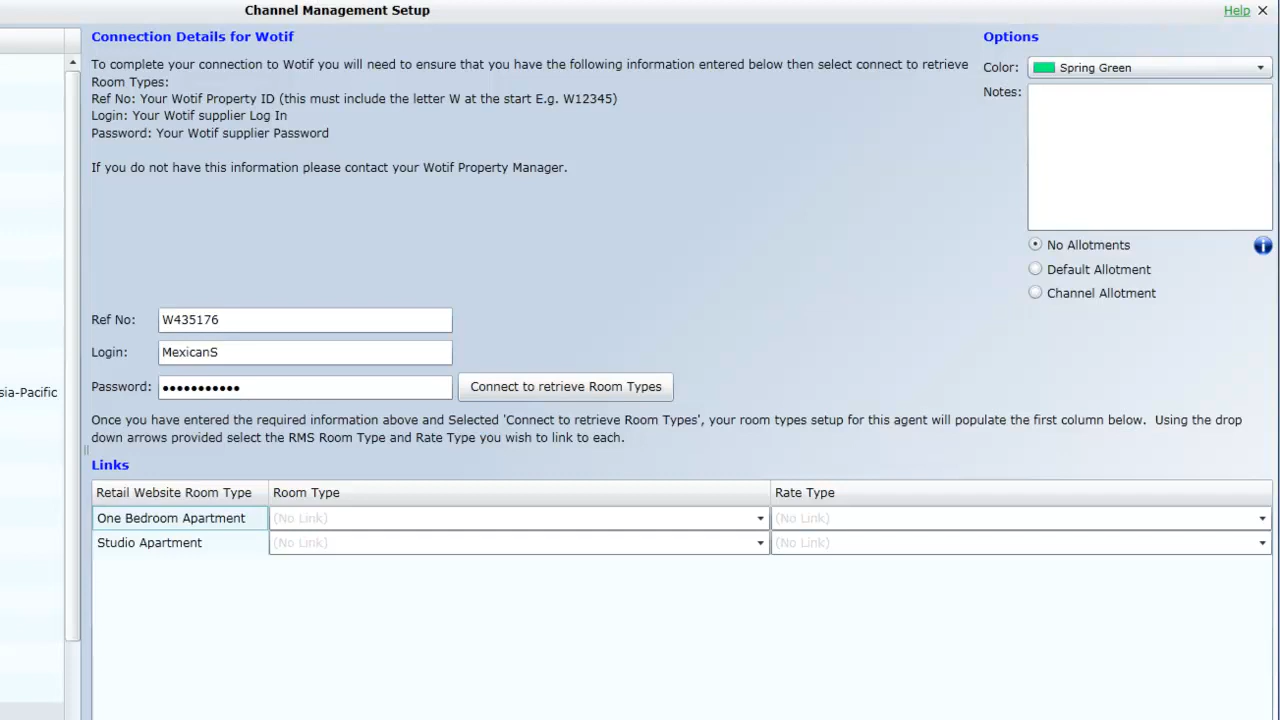 Channel Management Setup
Help
Connection Details for Wotif
Options
To complete your connection to Wotif you will need to ensure that you have the following information entered below then select connect to retrieve
Room Types:
Ref No: Your Wotif Property ID (this must include the letter W at the start E.g. W12345)
Login: Your Wotif supplier Log In
Password: Your Wotif supplier Password
If you do not have this information please contact your Wotif Property Manager.
Color: Spring Green
Notes:
No Allotments
Default Allotment
Channel Allotment
Ref No: W435176
Login: MexicanS
sia-Pacific
Password: ●●●●●●●●●●● Connect to retrieve Room Types
Once you have entered the required information above and Selected 'Connect to retrieve Room Types', your room types setup for this agent will populate the first column below. Using the drop
down arrows provided select the RMS Room Type and Rate Type you wish to link to each.
Links
Retail Website Room Type Room Type Rate Type
One Bedroom Apartment (No Link) (No Link)
Studio Apartment (No Link) (No Link)